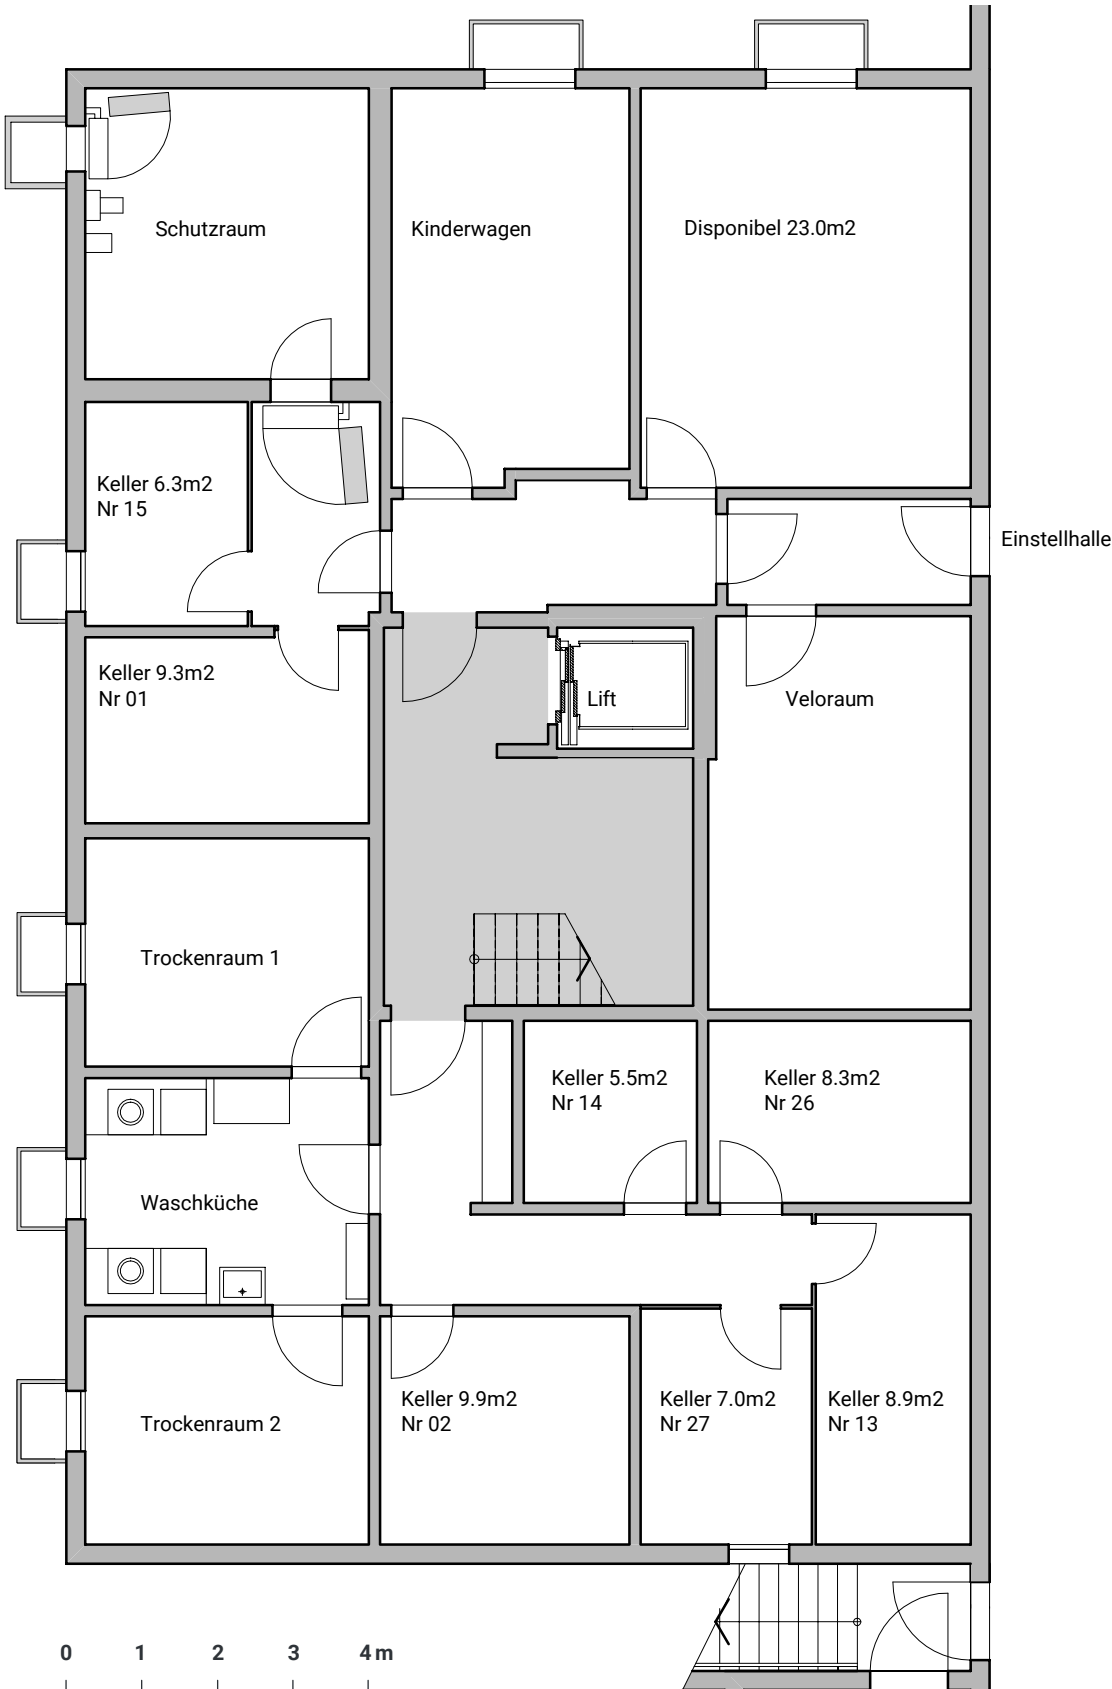 Schutzraum
Kinderwagen
Disponibel 23.0m2
Keller 6.3m2
Nr 15
Einstellhalle
Keller 9.3m2
Nr 01
Lift
Veloraum
Trockenraum 1
Keller 5.5m2
Nr 14
Keller 8.3m2
Nr 26
Waschküche
Trockenraum 2
Keller 9.9m2
Nr 02
Keller 7.0m2
Nr 27
Keller 8.9m2
Nr 13
0 1 2 3 4 m